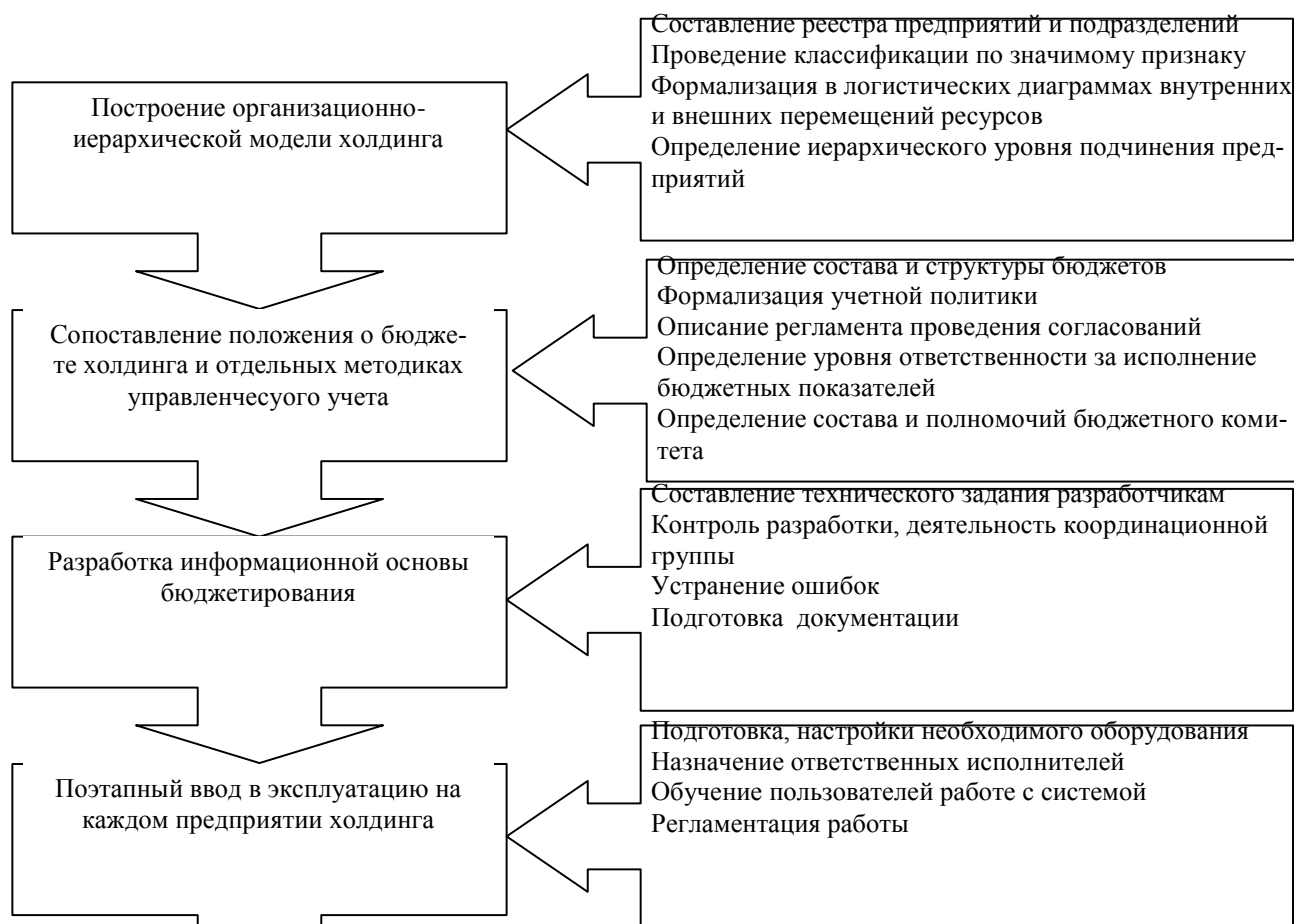 Построение организационно-
иерархической модели холдинга
Составление реестра предприятий и подразделений
Проведение классификации по значимому признаку
Формализация в логистических диаграммах внутренних
и внешних перемещений ресурсов
Определение иерархического уровня подчинения пред-
приятий
Сопоставление положения о бюдже-
те холдинга и отдельных методиках
управленчесуого учета
Определение состава и структуры бюджетов
Формализация учетной политики
Описание регламента проведения согласований
Определение уровня ответственности за исполнение
бюджетных показателей
Определение состава и полномочий бюджетного коми-
тета
Разработка информационной основы
бюджетирования
Составление технического задания разработчикам
Контроль разработки, деятельность координационной
группы
Устранение ошибок
Подготовка документации
Поэтапный ввод в эксплуатацию на
каждом предприятии холдинга
Подготовка, настройки необходимого оборудования
Назначение ответственных исполнителей
Обучение пользователей работе с системой
Регламентация работы